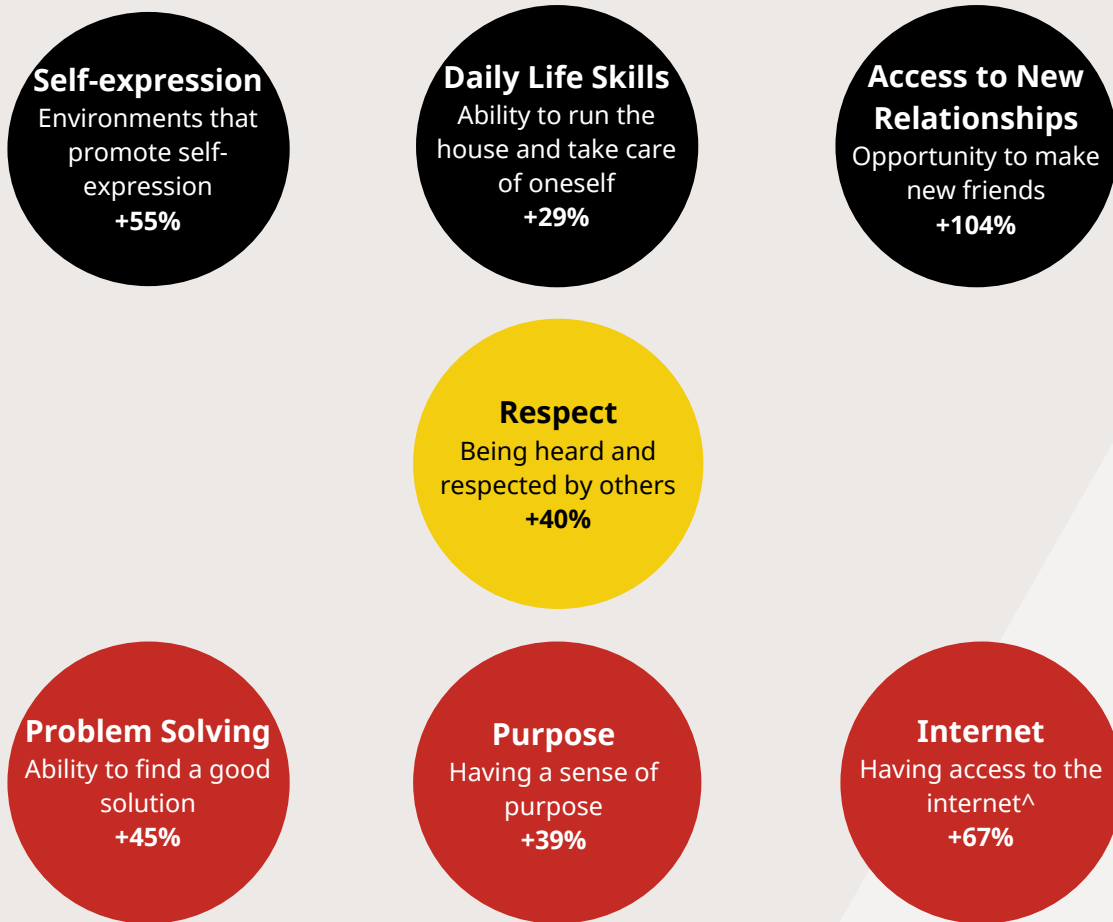 Self-expression
Environments that
promote self-
expression
+55%
Daily Life Skills
Ability to run the
house and take care
of oneself
+29%
Access to New
Relationships
Opportunity to make
new friends
+104%
Respect
Being heard and
respected by others
+40%
Problem Solving
Ability to find a good
solution
+45%
Purpose
Having a sense of
purpose
+39%
Internet
Having access to the
internet^
+67%